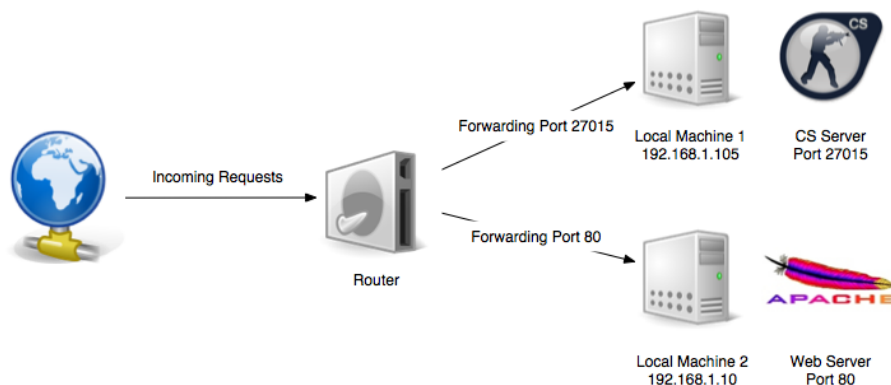 CS
Forwarding Port 27015
Local Machine 1
192.168.1.105
CS Server
Port 27015
Incoming Requests
Forwarding Port 80
Router
APACHE
Local Machine 2
192.168.1.10
Web Server
Port 80